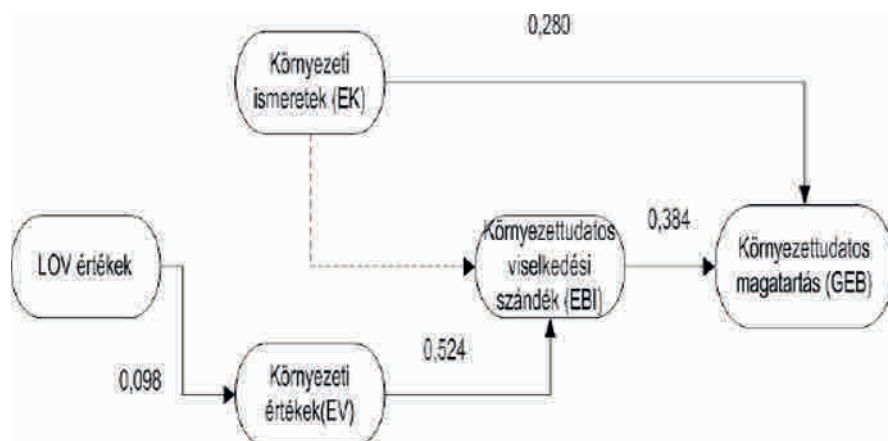 0,280
Környezeti
ismeretek (EK)
LOV értékek
Környezettudatos
viselkedési
szándék (EBI)
0,384
Környezettudatos
magatartás (GEB)
0,098
Környezeti
értékek(EV)
0,524